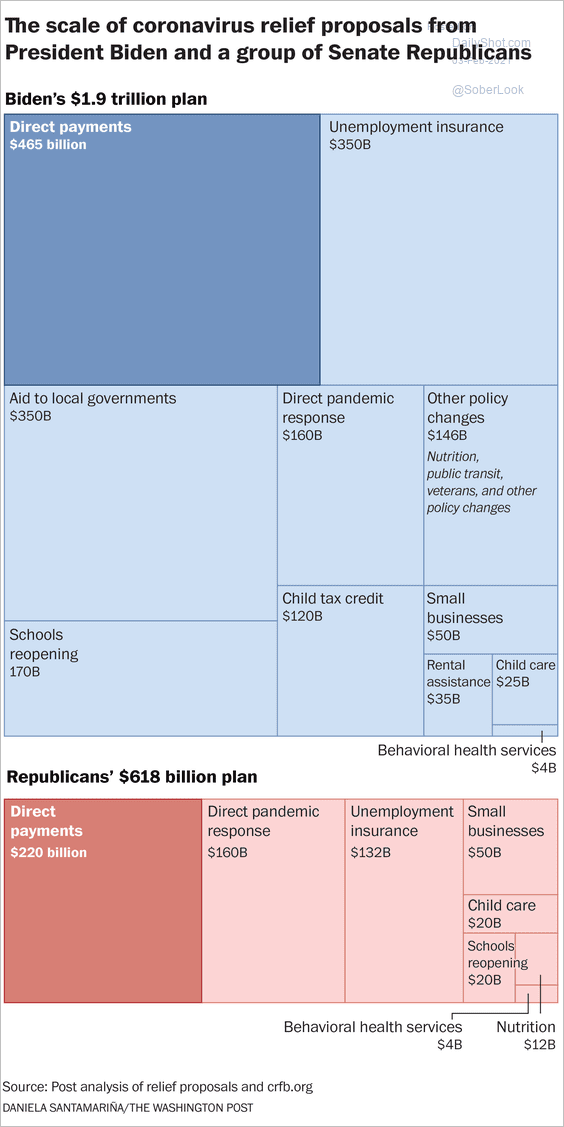 The scale of coronavirus relief proposals from
President Biden and a group of Senate Republicans
DailyShot.com
03-Feb-2021
@SoberLook
Biden's $1.9 trillion plan
Direct payments
$465 billion
Unemployment insurance
$350B
Aid to local governments
$350B
Direct pandemic
response
$160B
Other policy
changes
$146B
Nutrition,
public transit,
veterans, and other
policy changes
Schools
reopening
170B
Child tax credit
$120B
Small
businesses
$50B
Rental
assistance
$35B
Child care
$25B
Behavioral health services
$4B
Republicans' $618 billion plan
Direct
payments
$220 billion
Direct pandemic
response
$160B
Unemployment
insurance
$132B
Small
businesses
$50B
Child care
$20B
Schools
reopening
$20B
Behavioral health services
$4B
Nutrition
$12B
Source: Post analysis of relief proposals and crfb.org
DANIELA SANTAMARIÑA/THE WASHINGTON POST